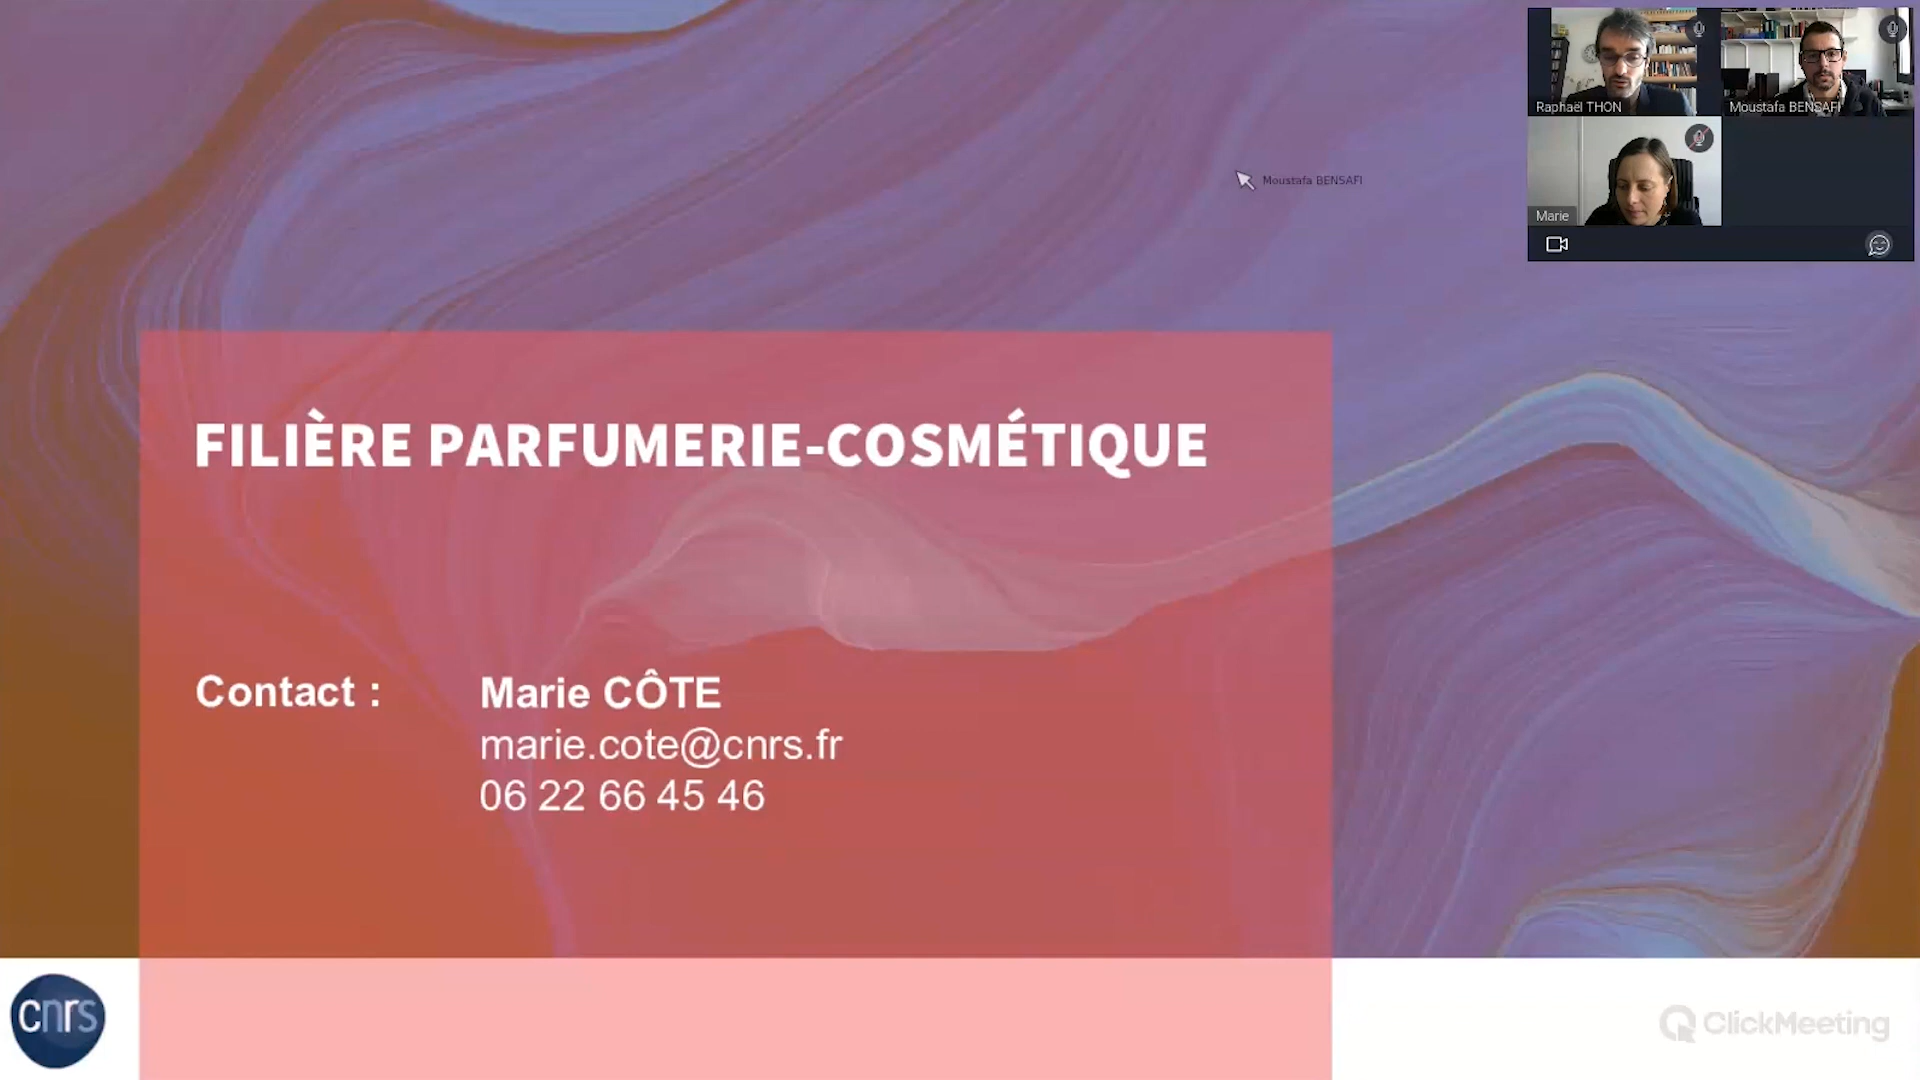 Raphaël THON
Moustafa BENSAFI
Marie
Moustafa BENSAFI
FILIÈRE PARFUMERIE-COSMÉTIQUE
Contact :
Marie CÔTE
marie.cote@cnrs.fr
06 22 66 45 46
cnrs
ClickMeeting